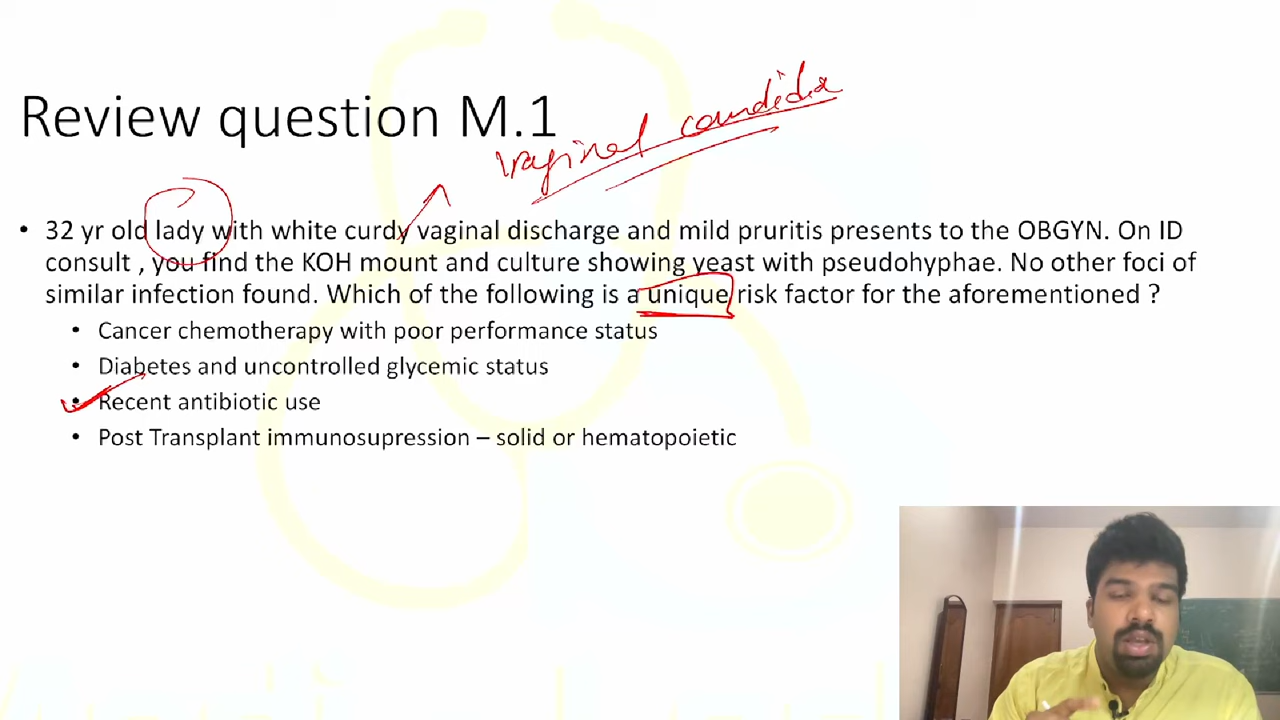 Review question M.1
vaginal candida
• 32 yr old lady with white curdy vaginal discharge and mild pruritis presents to the OBGYN. On ID
consult , you find the KOH mount and culture showing yeast with pseudohyphae. No other foci of
similar infection found. Which of the following is a unique risk factor for the aforementioned ?
• Cancer chemotherapy with poor performance status
• Diabetes and uncontrolled glycemic status
• Recent antibiotic use
• Post Transplant immunosupression – solid or hematopoietic